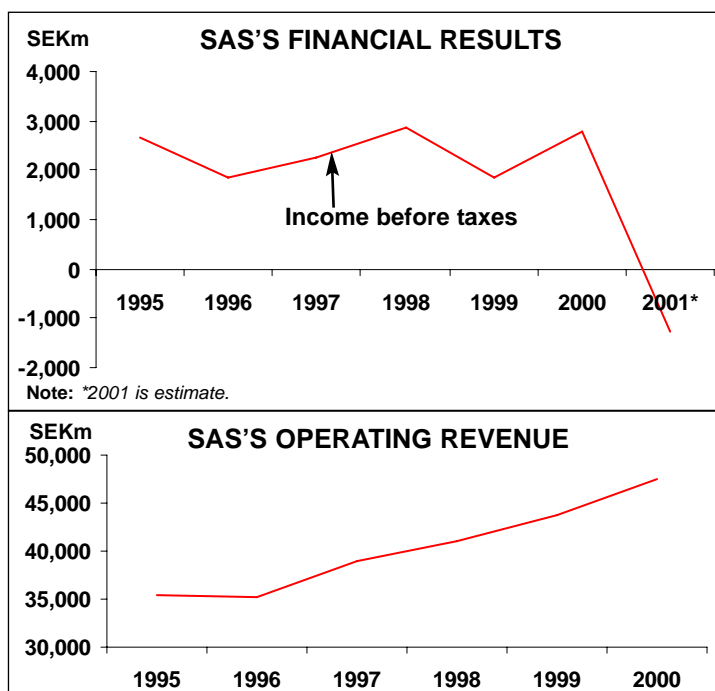 SEKm
SAS'S FINANCIAL RESULTS
4,000
3,000
2,000
1,000
0
-1,000
-2,000
Income before taxes
1995 1996 1997 1998 1999 2000 2001*
Note: *2001 is estimate.
SEKm
SAS'S OPERATING REVENUE
50,000
45,000
40,000
35,000
30,000
1995 1996 1997 1998 1999 2000